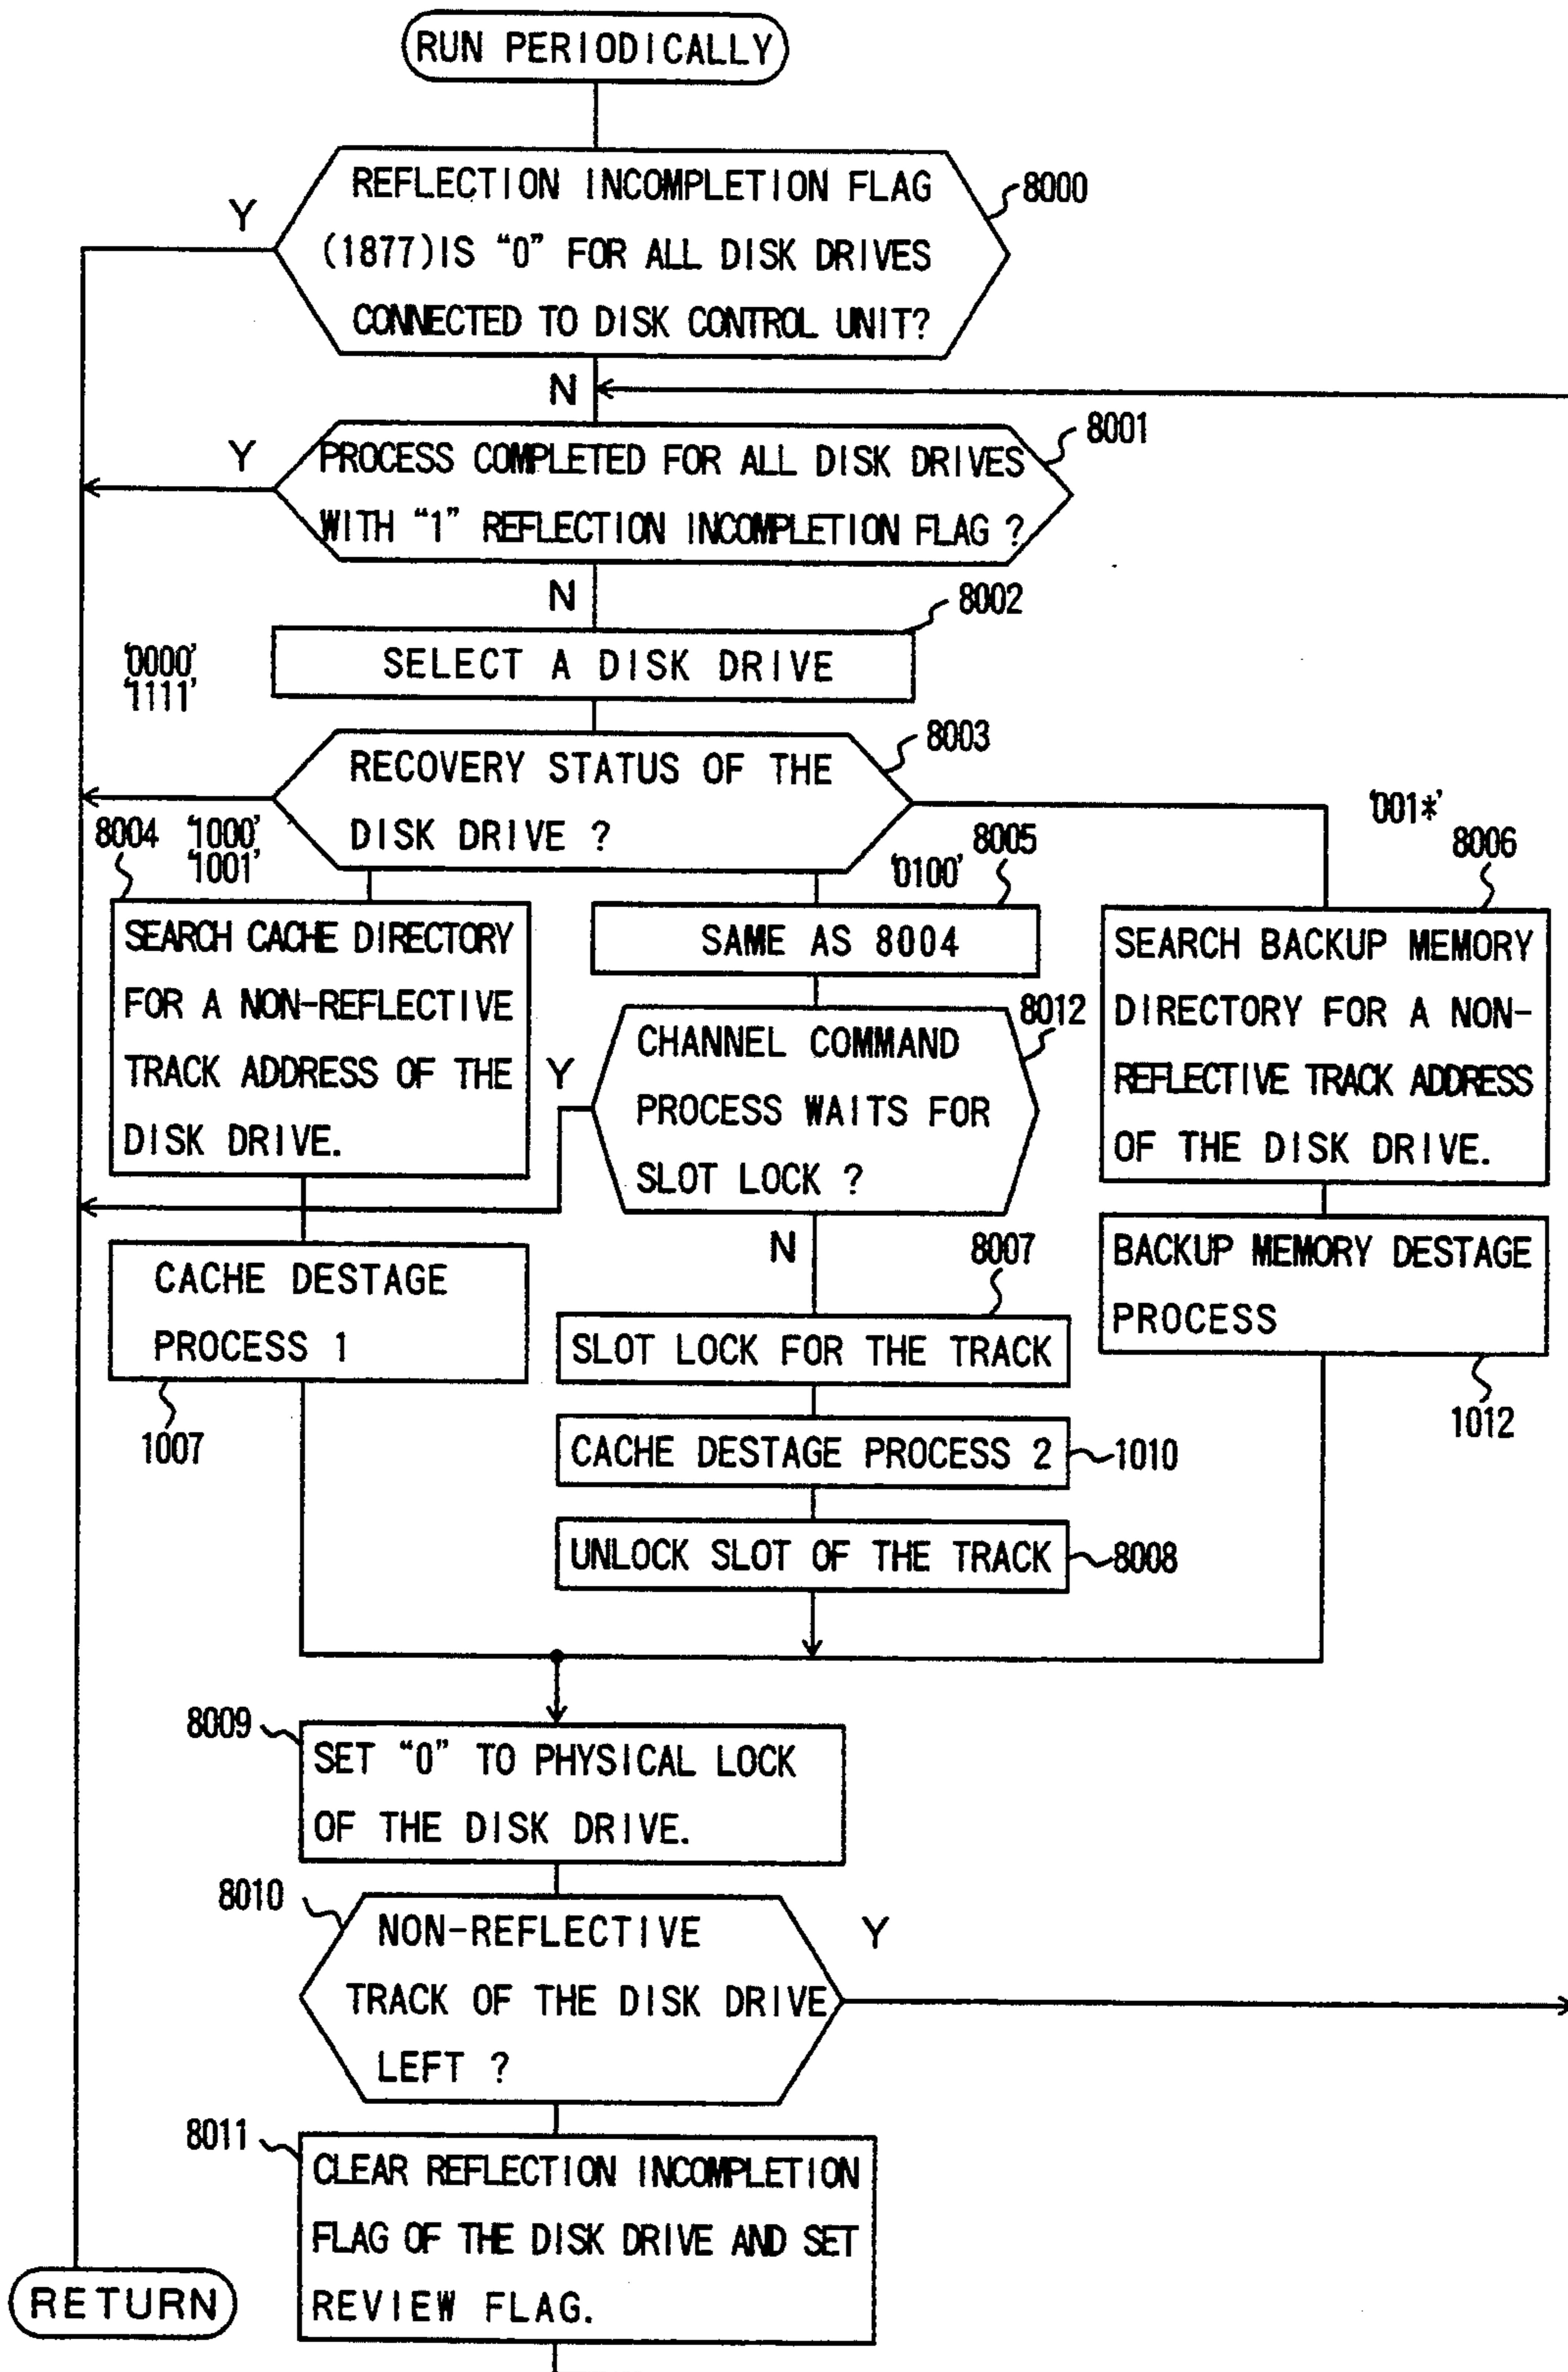 RUN PERIODICALLY
REFLECTION INCOMPLETION FLAG
(1877) IS "0" FOR ALL DISK DRIVES
CONNECTED TO DISK CONTROL UNIT?
8000
Y
N
PROCESS COMPLETED FOR ALL DISK DRIVES
WITH "1" REFLECTION INCOMPLETION FLAG ?
8001
Y
N
8002
SELECT A DISK DRIVE
'0000'
'1111'
RECOVERY STATUS OF THE
DISK DRIVE ?
8003
8004
'1000'
'1001'
SEARCH CACHE DIRECTORY
FOR A NON-REFLECTIVE
TRACK ADDRESS OF THE
DISK DRIVE.
'0100'
8005
SAME AS 8004
'001*'
8006
SEARCH BACKUP MEMORY
DIRECTORY FOR A NON-
REFLECTIVE TRACK ADDRESS
OF THE DISK DRIVE.
CHANNEL COMMAND
PROCESS WAITS FOR
SLOT LOCK ?
8012
Y
N
CACHE DESTAGE
PROCESS 1
1007
8007
SLOT LOCK FOR THE TRACK
CACHE DESTAGE PROCESS 2
1010
UNLOCK SLOT OF THE TRACK
8008
BACKUP MEMORY DESTAGE
PROCESS
1012
8009
SET "0" TO PHYSICAL LOCK
OF THE DISK DRIVE.
8010
NON-REFLECTIVE
TRACK OF THE DISK DRIVE
LEFT ?
Y
8011
CLEAR REFLECTION INCOMPLETION
FLAG OF THE DISK DRIVE AND SET
REVIEW FLAG.
RETURN